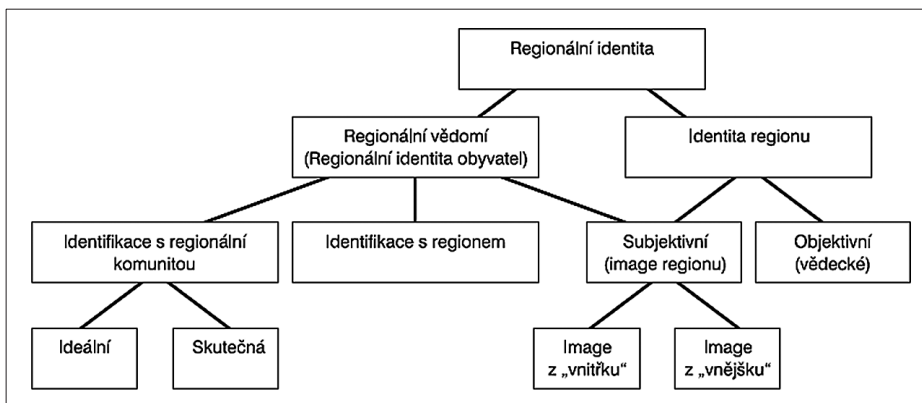 Regionální identita
Regionální vědomí
(Regionální identita obyvatel)
Identita regionu
Identifikace s regionální
komunitou
Identifikace s regionem
Subjektivní
(image regionu)
Objektivní
(vědecké)
Ideální
Skutečná
Image
z „vnitřku“
Image
z „vnějšku“